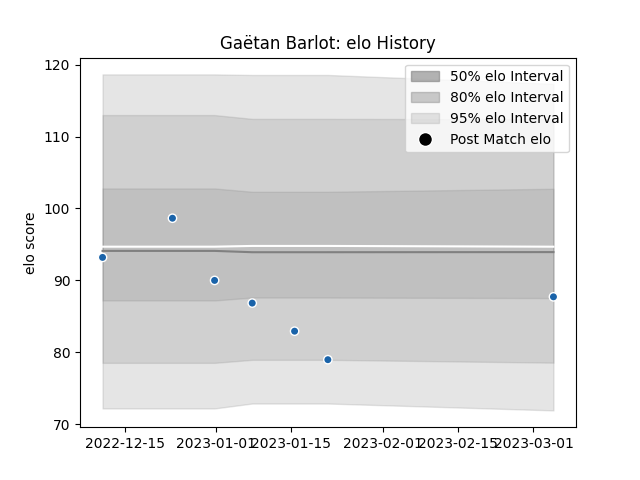 Gaëtan Barlot: elo History
50% elo Interval
80% elo Interval
95% elo Interval
Post Match elo
elo score
120
110
100
90
80
70
2022-12-15 2023-01-01 2023-01-15 2023-02-01 2023-02-15 2023-03-01